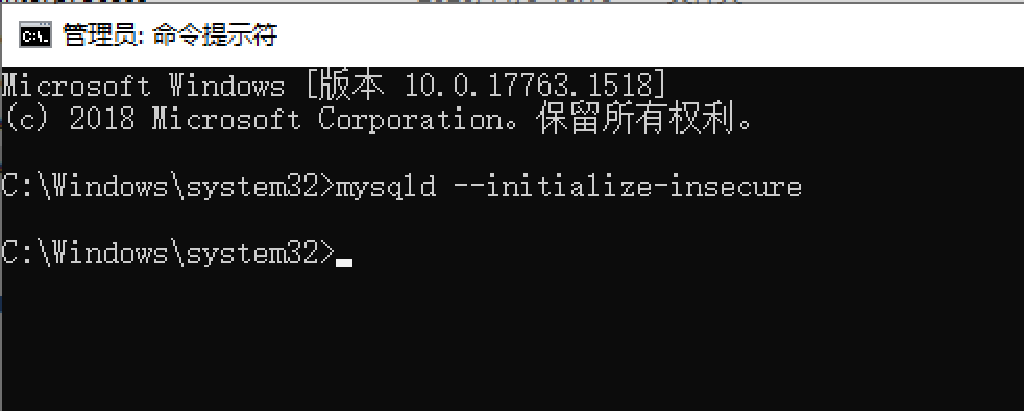 管理员: 命令提示符
Microsoft Windows [版本 10.0.17763.1518]
(c) 2018 Microsoft Corporation。保留所有权利。
C:\Windows\system32>mysqld --initialize-insecure
C:\Windows\system32>